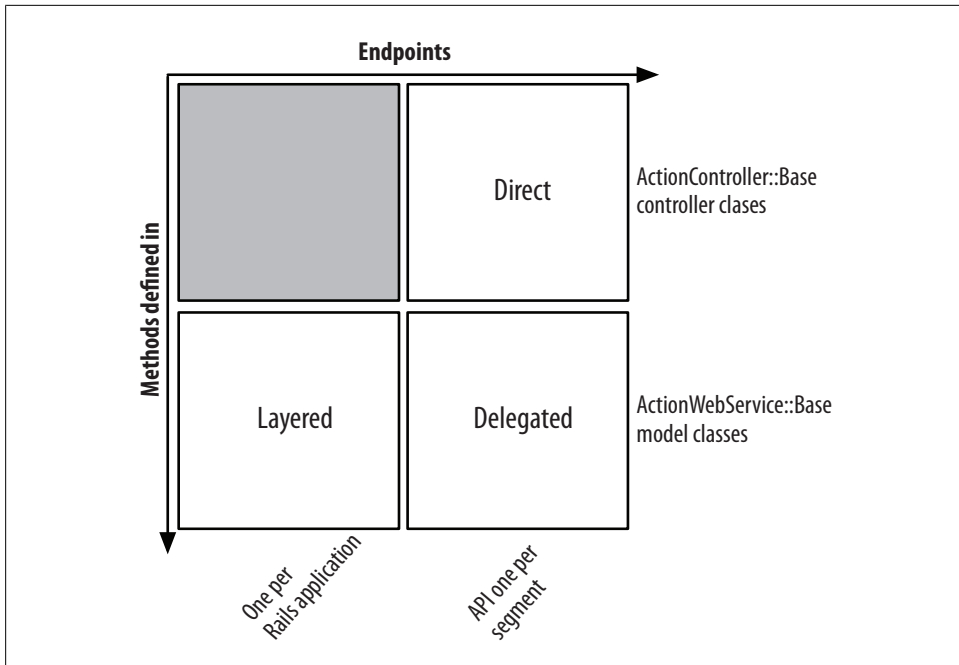 Endpoints
Methods defined in
Direct
ActionController::Base
controller clases
Layered
Delegated
ActionWebService::Base
model classes
One per
Rails application
API one per
segment